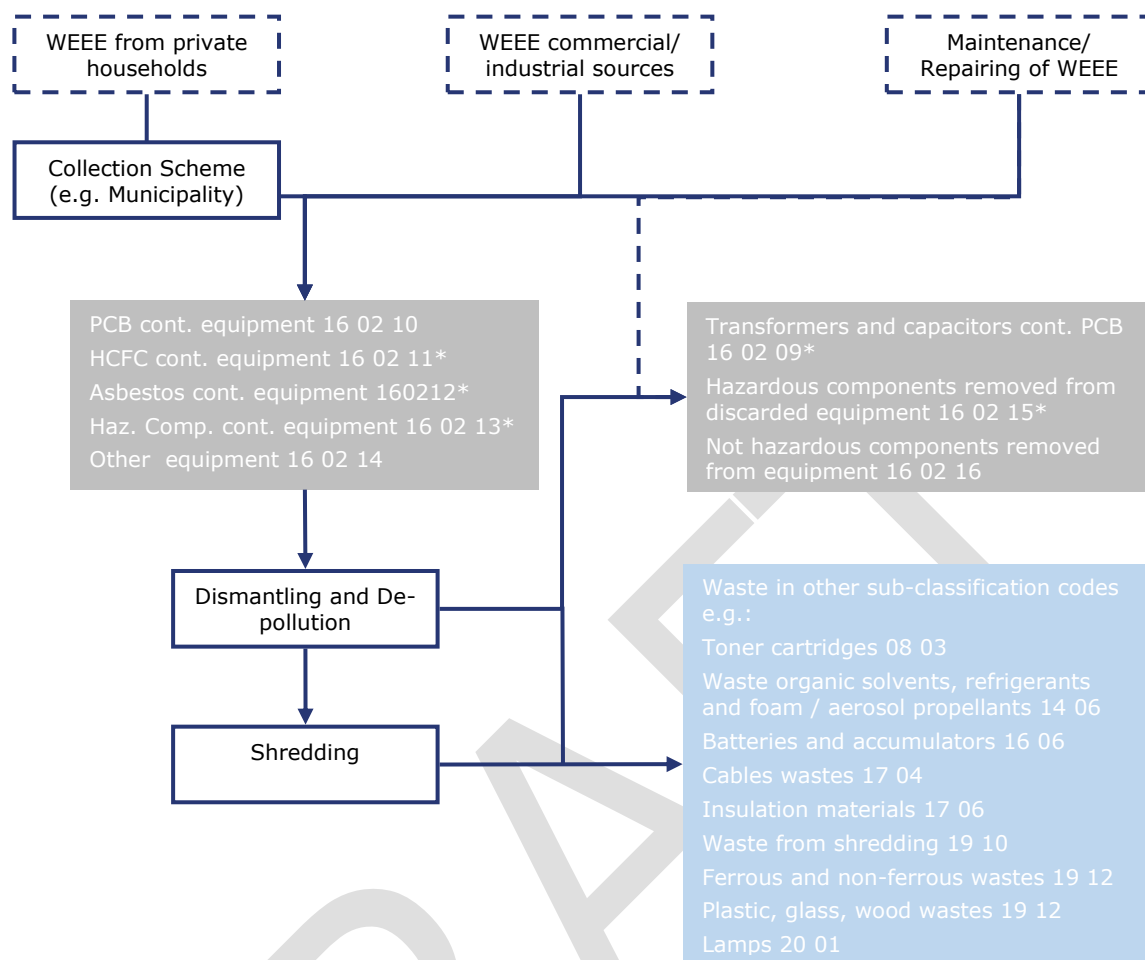 WEEE from private
households
WEEE commercial/
industrial sources
Maintenance/
Repairing of WEEE
Collection Scheme
(e.g. Municipality)
PCB cont. equipment 16 02 10
HCFC cont. equipment 16 02 11*
Asbestos cont. equipment 160212*
Haz. Comp. cont. equipment 16 02 13*
Other equipment 16 02 14
Transformers and capacitors cont. PCB
16 02 09*
Hazardous components removed from
discarded equipment 16 02 15*
Not hazardous components removed
from equipment 16 02 16
Dismantling and De-
pollution
Shredding
Waste in other sub-classification codes
e.g.:
Toner cartridges 08 03
Waste organic solvents, refrigerants
and foam / aerosol propellants 14 06
Batteries and accumulators 16 06
Cables wastes 17 04
Insulation materials 17 06
Waste from shredding 19 10
Ferrous and non-ferrous wastes 19 12
Plastic, glass, wood wastes 19 12
Lamps 20 01